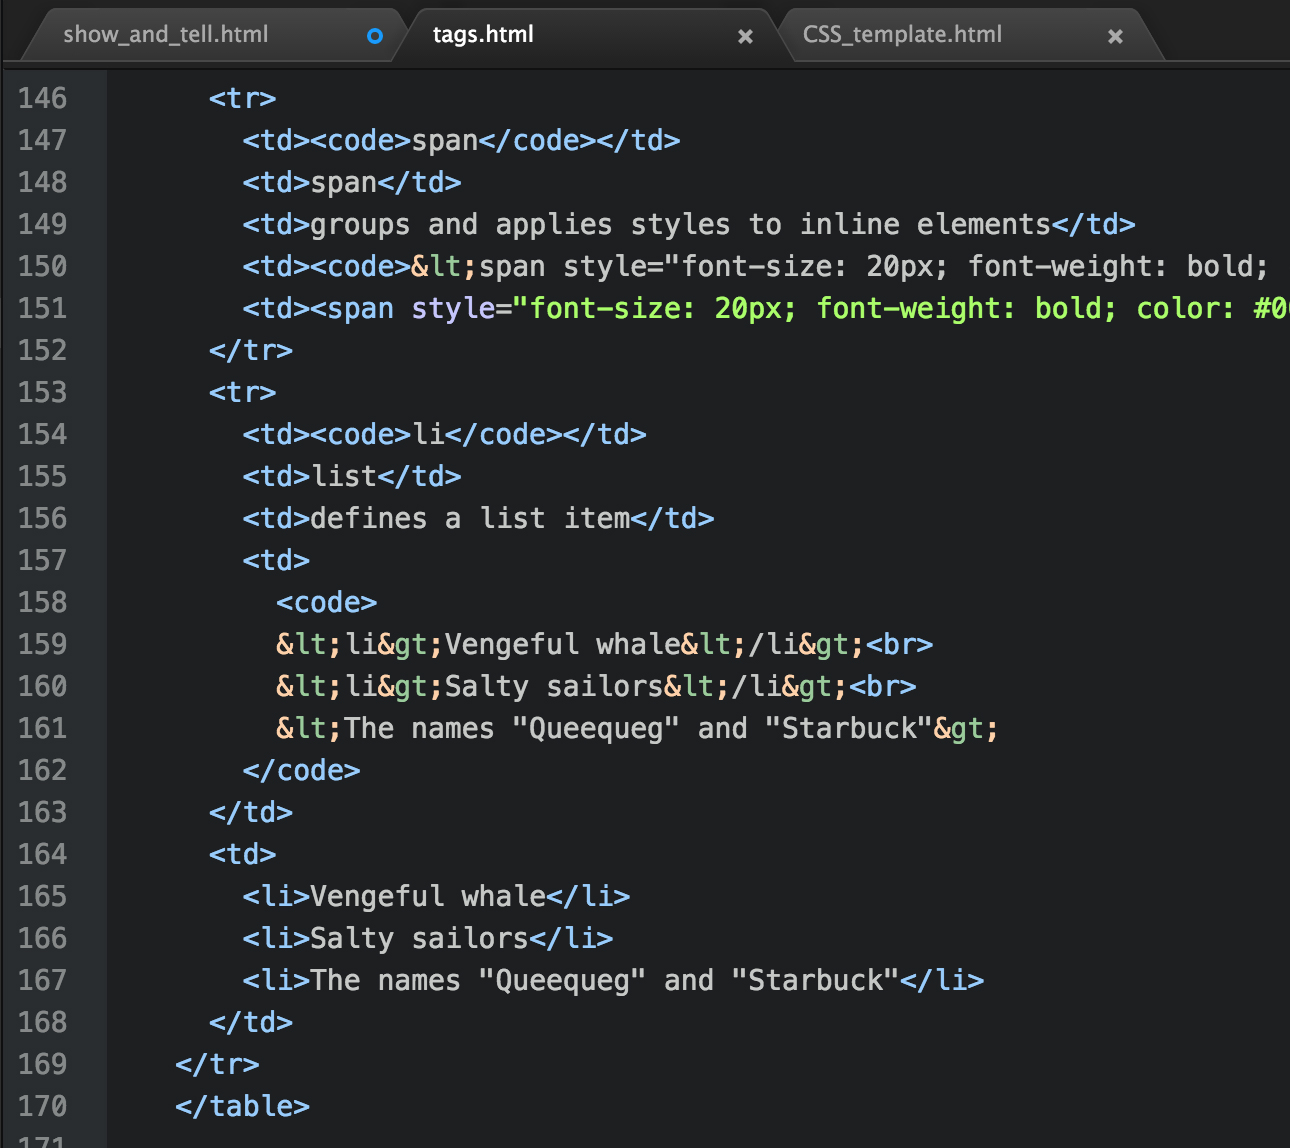 show_and_tell.html tags.html CSS_template.html
146 <tr>
147 <td><code>span</code></td>
148 <td>span</td>
149 <td>groups and applies styles to inline elements</td>
150 <td><code>&lt;span style="font-size: 20px; font-weight: bold;
151 <td><span style="font-size: 20px; font-weight: bold; color: #0
152 </tr>
153 <tr>
154 <td><code>li</code></td>
155 <td>list</td>
156 <td>defines a list item</td>
157 <td>
158 <code>
159 &lt;li&gt;Vengeful whale&lt;/li&gt;<br>
160 &lt;li&gt;Salty sailors&lt;/li&gt;<br>
161 &lt;The names "Queequeg" and "Starbuck"&gt;
162 </code>
163 </td>
164 <td>
165 <li>Vengeful whale</li>
166 <li>Salty sailors</li>
167 <li>The names "Queequeg" and "Starbuck"</li>
168 </td>
169 </tr>
170 </table>
171